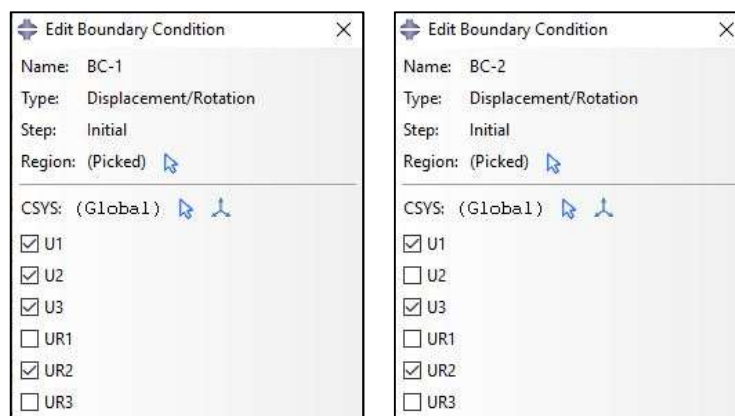 Edit Boundary Condition
Name: BC-1
Type: Displacement/Rotation
Step: Initial
Region: (Picked)
CSYS: (Global)
U1
U2
U3
UR1
UR2
UR3
Edit Boundary Condition
Name: BC-2
Type: Displacement/Rotation
Step: Initial
Region: (Picked)
CSYS: (Global)
U1
U2
U3
UR1
UR2
UR3